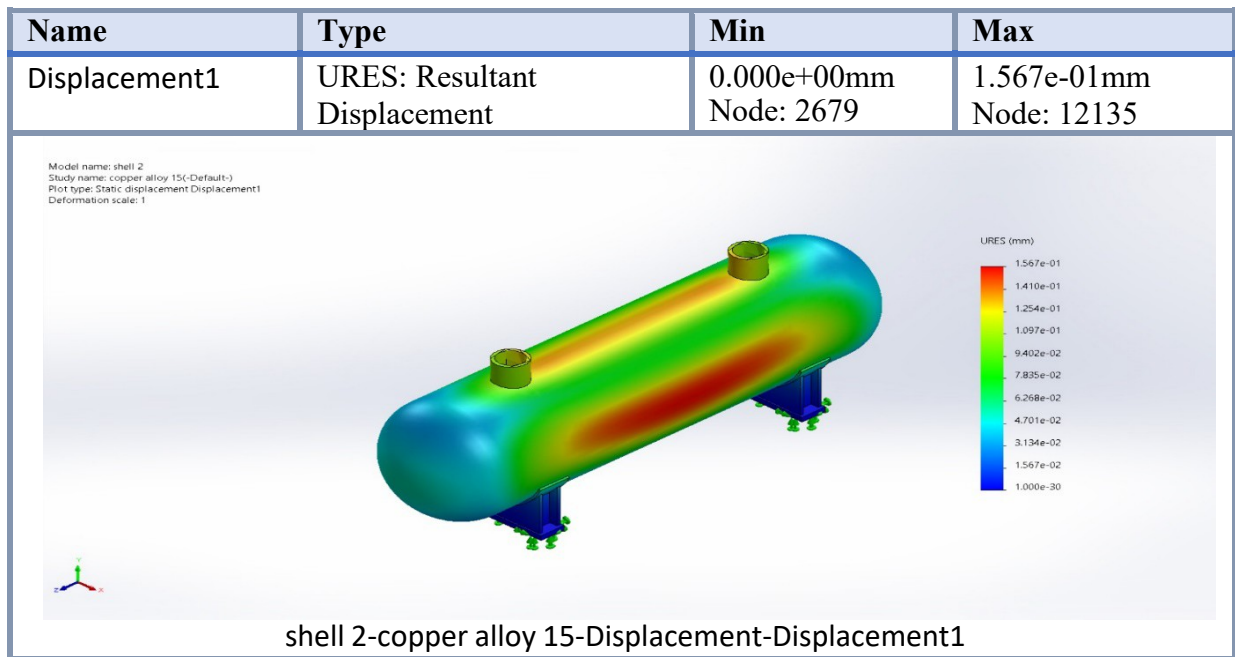 Name Type Min Max
Displacement1 URES: Resultant Displacement 0.000e+00mm Node: 2679 1.567e-01mm Node: 12135
Model name: shell 2
Study name: copper alloy 15(-Default-)
Plot type: Static displacement Displacement1
Deformation scale: 1
URES (mm)
1.567e-01
1.410e-01
1.254e-01
1.097e-01
9.402e-02
7.835e-02
6.268e-02
4.701e-02
3.134e-02
1.567e-02
1.000e-30
Y
Z
X
shell 2-copper alloy 15-Displacement-Displacement1